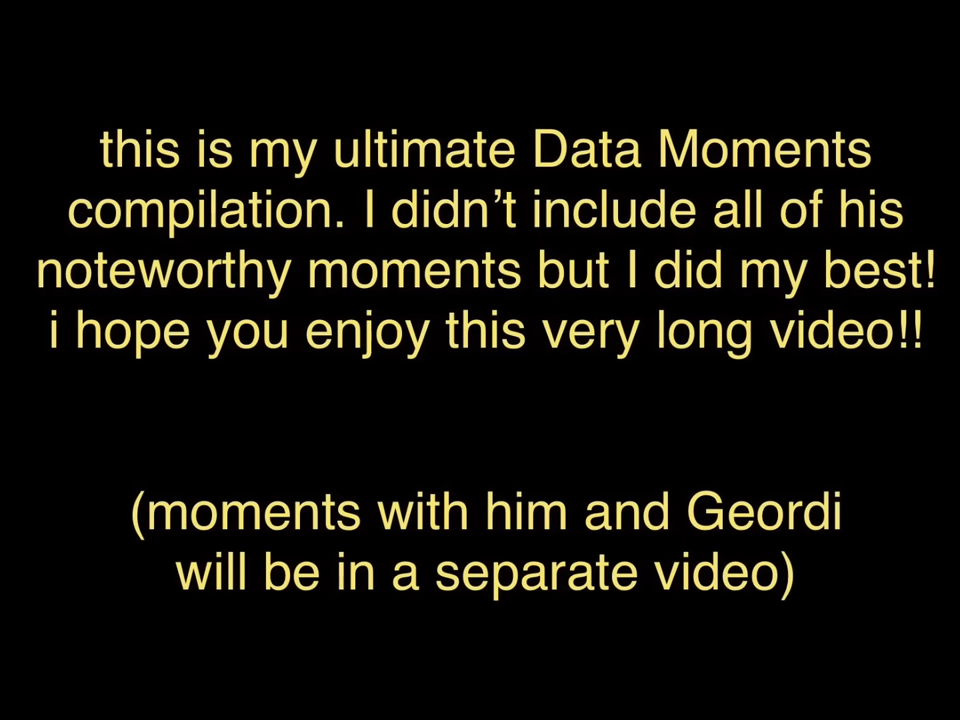 this is my ultimate Data Moments
compilation. I didn’t include all of his
noteworthy moments but I did my best!
i hope you enjoy this very long video!!
(moments with him and Geordi
will be in a separate video)